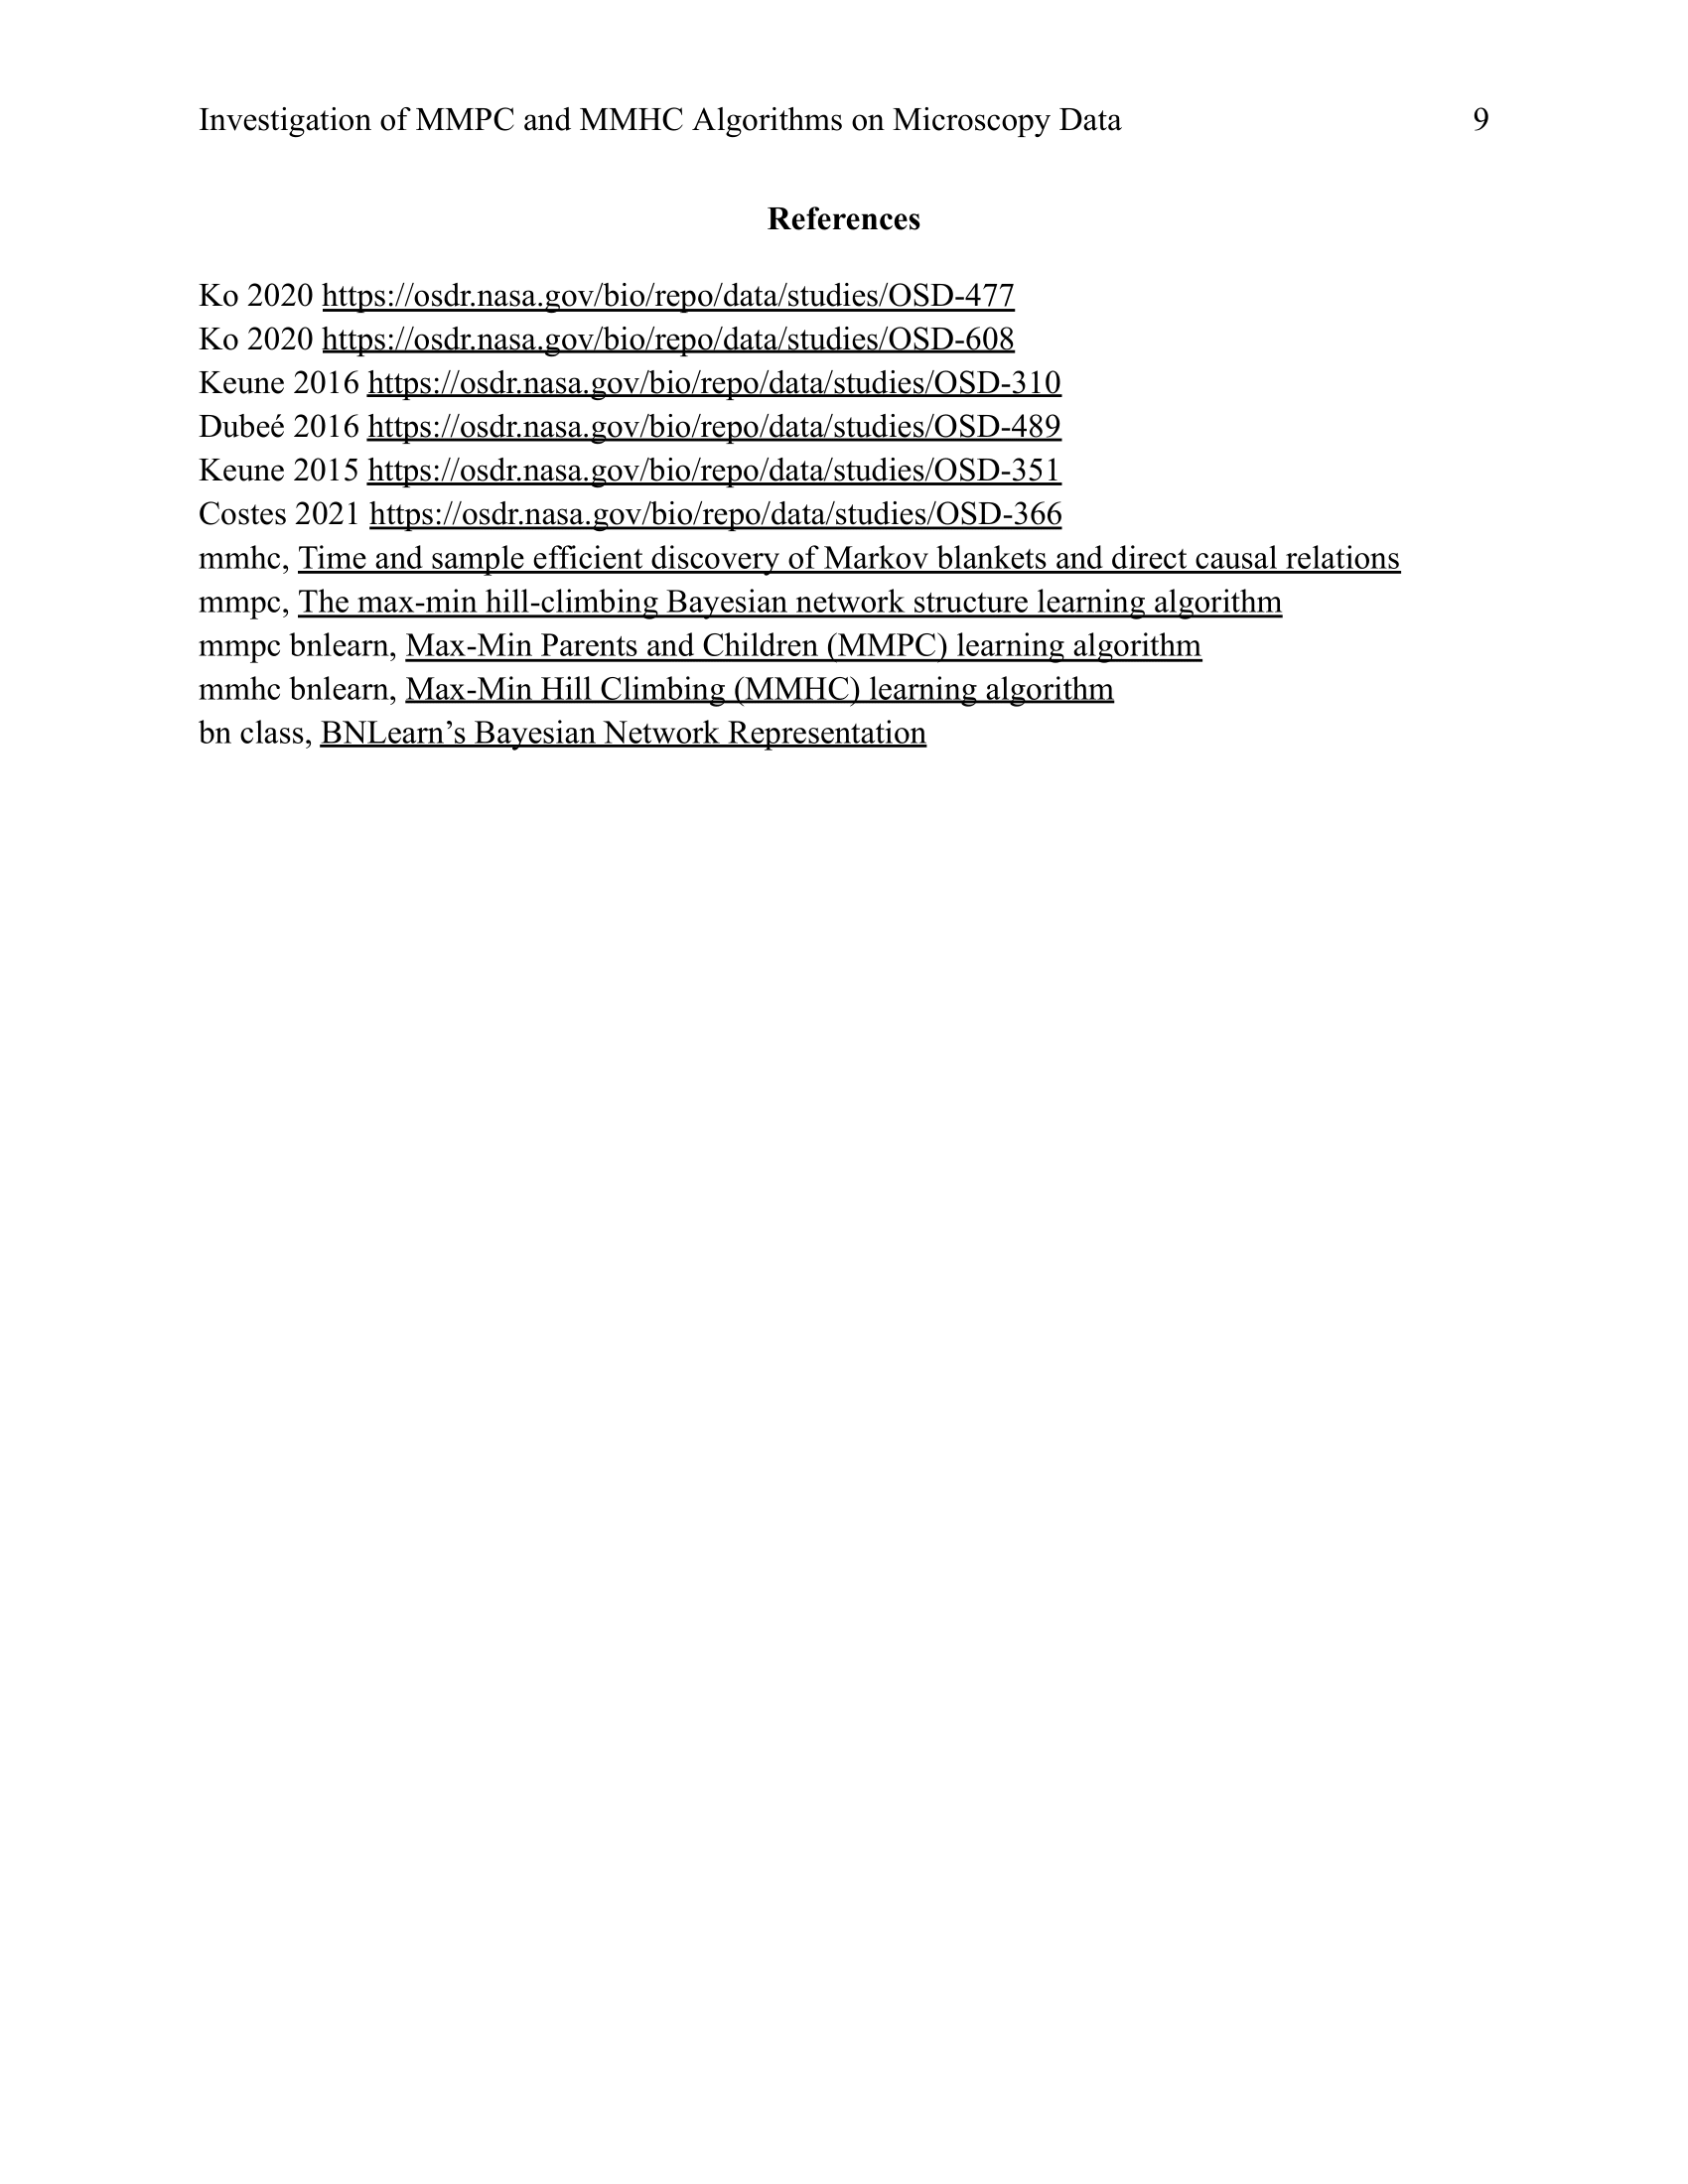 Investigation of MMPC and MMHC Algorithms on Microscopy Data 9
References
Ko 2020 https://osdr.nasa.gov/bio/repo/data/studies/OSD-477
Ko 2020 https://osdr.nasa.gov/bio/repo/data/studies/OSD-608
Keune 2016 https://osdr.nasa.gov/bio/repo/data/studies/OSD-310
Dubeé 2016 https://osdr.nasa.gov/bio/repo/data/studies/OSD-489
Keune 2015 https://osdr.nasa.gov/bio/repo/data/studies/OSD-351
Costes 2021 https://osdr.nasa.gov/bio/repo/data/studies/OSD-366
mmhc, Time and sample efficient discovery of Markov blankets and direct causal relations
mmpc, The max-min hill-climbing Bayesian network structure learning algorithm
mmpc bnlearn, Max-Min Parents and Children (MMPC) learning algorithm
mmhc bnlearn, Max-Min Hill Climbing (MMHC) learning algorithm
bn class, BNLearn’s Bayesian Network Representation